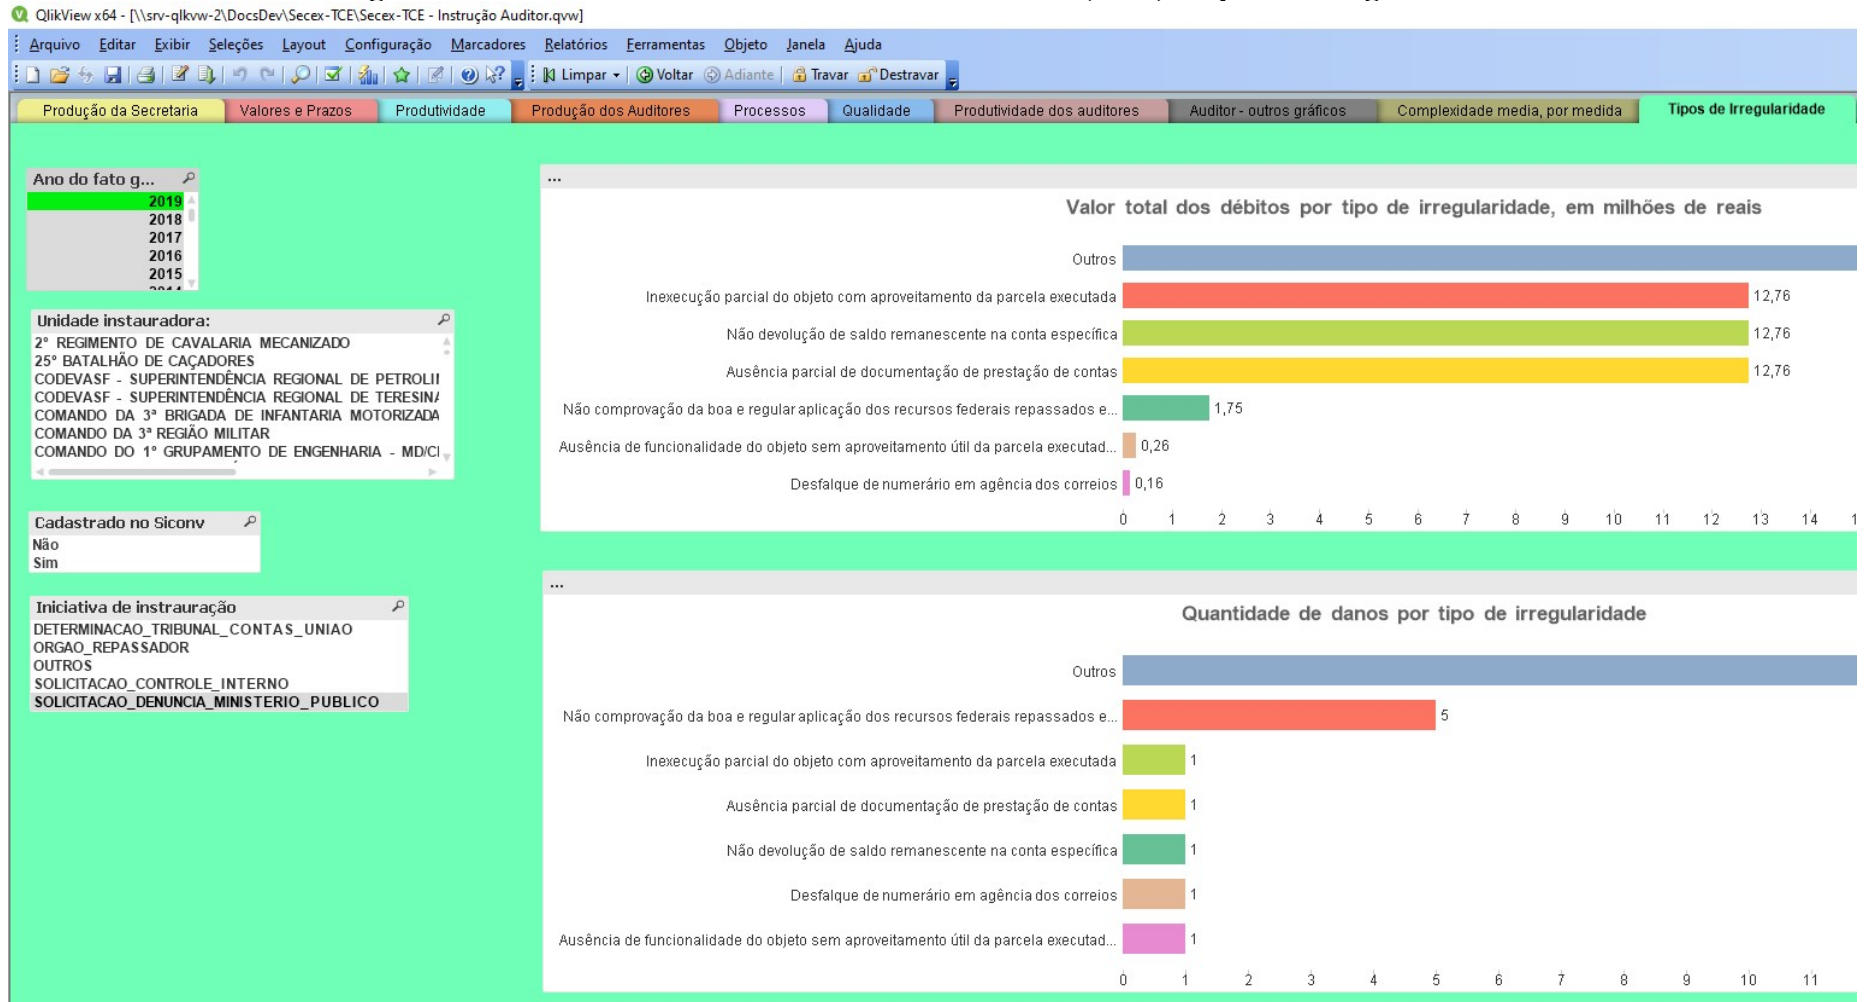 QlikView x64 - [\\srv-qlkvw-2\DocsDev\Secex-TCE\Secex-TCE - Instrução Auditor.qvw]
Arquivo Editar Exibir Seleções Layout Configuração Marcadores Relatórios Ferramentas Objeto Janela Ajuda
Limpar Voltar Adiante Travar Destravar
Produção da Secretaria Valores e Prazos Produtividade Produção dos Auditores Processos Qualidade Produtividade dos auditores Auditor - outros gráficos Complexidade media, por medida Tipos de Irregularidade
Ano do fato g...
2019
2018
2017
2016
2015
2014
Unidade instauradora:
2º REGIMENTO DE CAVALARIA MECANIZADO
25º BATALHÃO DE CAÇADORES
CODEVASF - SUPERINTENDÊNCIA REGIONAL DE
CODEVASF - SUPERINTENDÊNCIA REGIONAL DE
COMANDO DA 3ª BRIGADA DE INFANTARIA MOTORIZADA
COMANDO DA 3ª REGIÃO MILITAR
COMANDO DO 1º GRUPAMENTO DE ENGENHARIA -
Cadastrado no Siconv
Não
Sim
Iniciativa de instrauração
DETERMINACAO_TRIBUNAL_CONTAS_UNIAO
ORGAO_REPASSADOR
OUTROS
SOLICITACAO_CONTROLE_INTERNO
SOLICITACAO_DENUNCIA_MINISTERIO_PUBLICO
...
Valor total dos débitos por tipo de irregularidade, em milhões de reais
Outros
Inexecução parcial do objeto com aproveitamento da parcela executada 12,76
Não devolução de saldo remanescente na conta específica 12,76
Ausência parcial de documentação de prestação de contas 12,76
Não comprovação da boa e regular aplicação dos recursos federais repassados e... 1,75
Ausência de funcionalidade do objeto sem aproveitamento útil da parcela executad... 0,26
Desfalque de numerário em agência dos correios 0,16
0 1 2 3 4 5 6 7 8 9 10 11 12 13 14
...
Quantidade de danos por tipo de irregularidade
Outros
Não comprovação da boa e regular aplicação dos recursos federais repassados e... 5
Inexecução parcial do objeto com aproveitamento da parcela executada 1
Ausência parcial de documentação de prestação de contas 1
Não devolução de saldo remanescente na conta específica 1
Desfalque de numerário em agência dos correios 1
Ausência de funcionalidade do objeto sem aproveitamento útil da parcela executad... 1
0 1 2 3 4 5 6 7 8 9 10 11